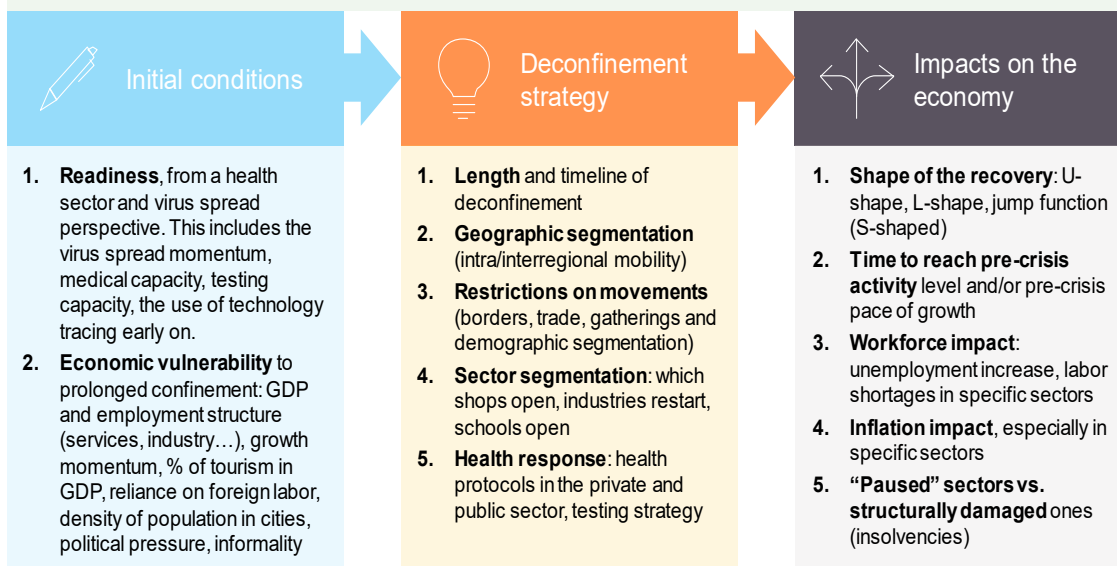 Initial conditions
1. Readiness, from a health
sector and virus spread
perspective. This includes the
virus spread momentum,
medical capacity, testing
capacity, the use of technology
tracing early on.
2. Economic vulnerability to
prolonged confinement: GDP
and employment structure
(services, industry…), growth
momentum, % of tourism in
GDP, reliance on foreign labor,
density of population in cities,
political pressure, informality
Deconfinement
strategy
1. Length and timeline of
deconfinement
2. Geographic segmentation
(intra/interregional mobility)
3. Restrictions on movements
(borders, trade, gatherings and
demographic segmentation)
4. Sector segmentation: which
shops open, industries restart,
schools open
5. Health response: health
protocols in the private and
public sector, testing strategy
Impacts on the
economy
1. Shape of the recovery: U-
shape, L-shape, jump function
(S-shaped)
2. Time to reach pre-crisis
activity level and/or pre-crisis
pace of growth
3. Workforce impact:
unemployment increase, labor
shortages in specific sectors
4. Inflation impact, especially in
specific sectors
5. “Paused” sectors vs.
structurally damaged ones
(insolvencies)